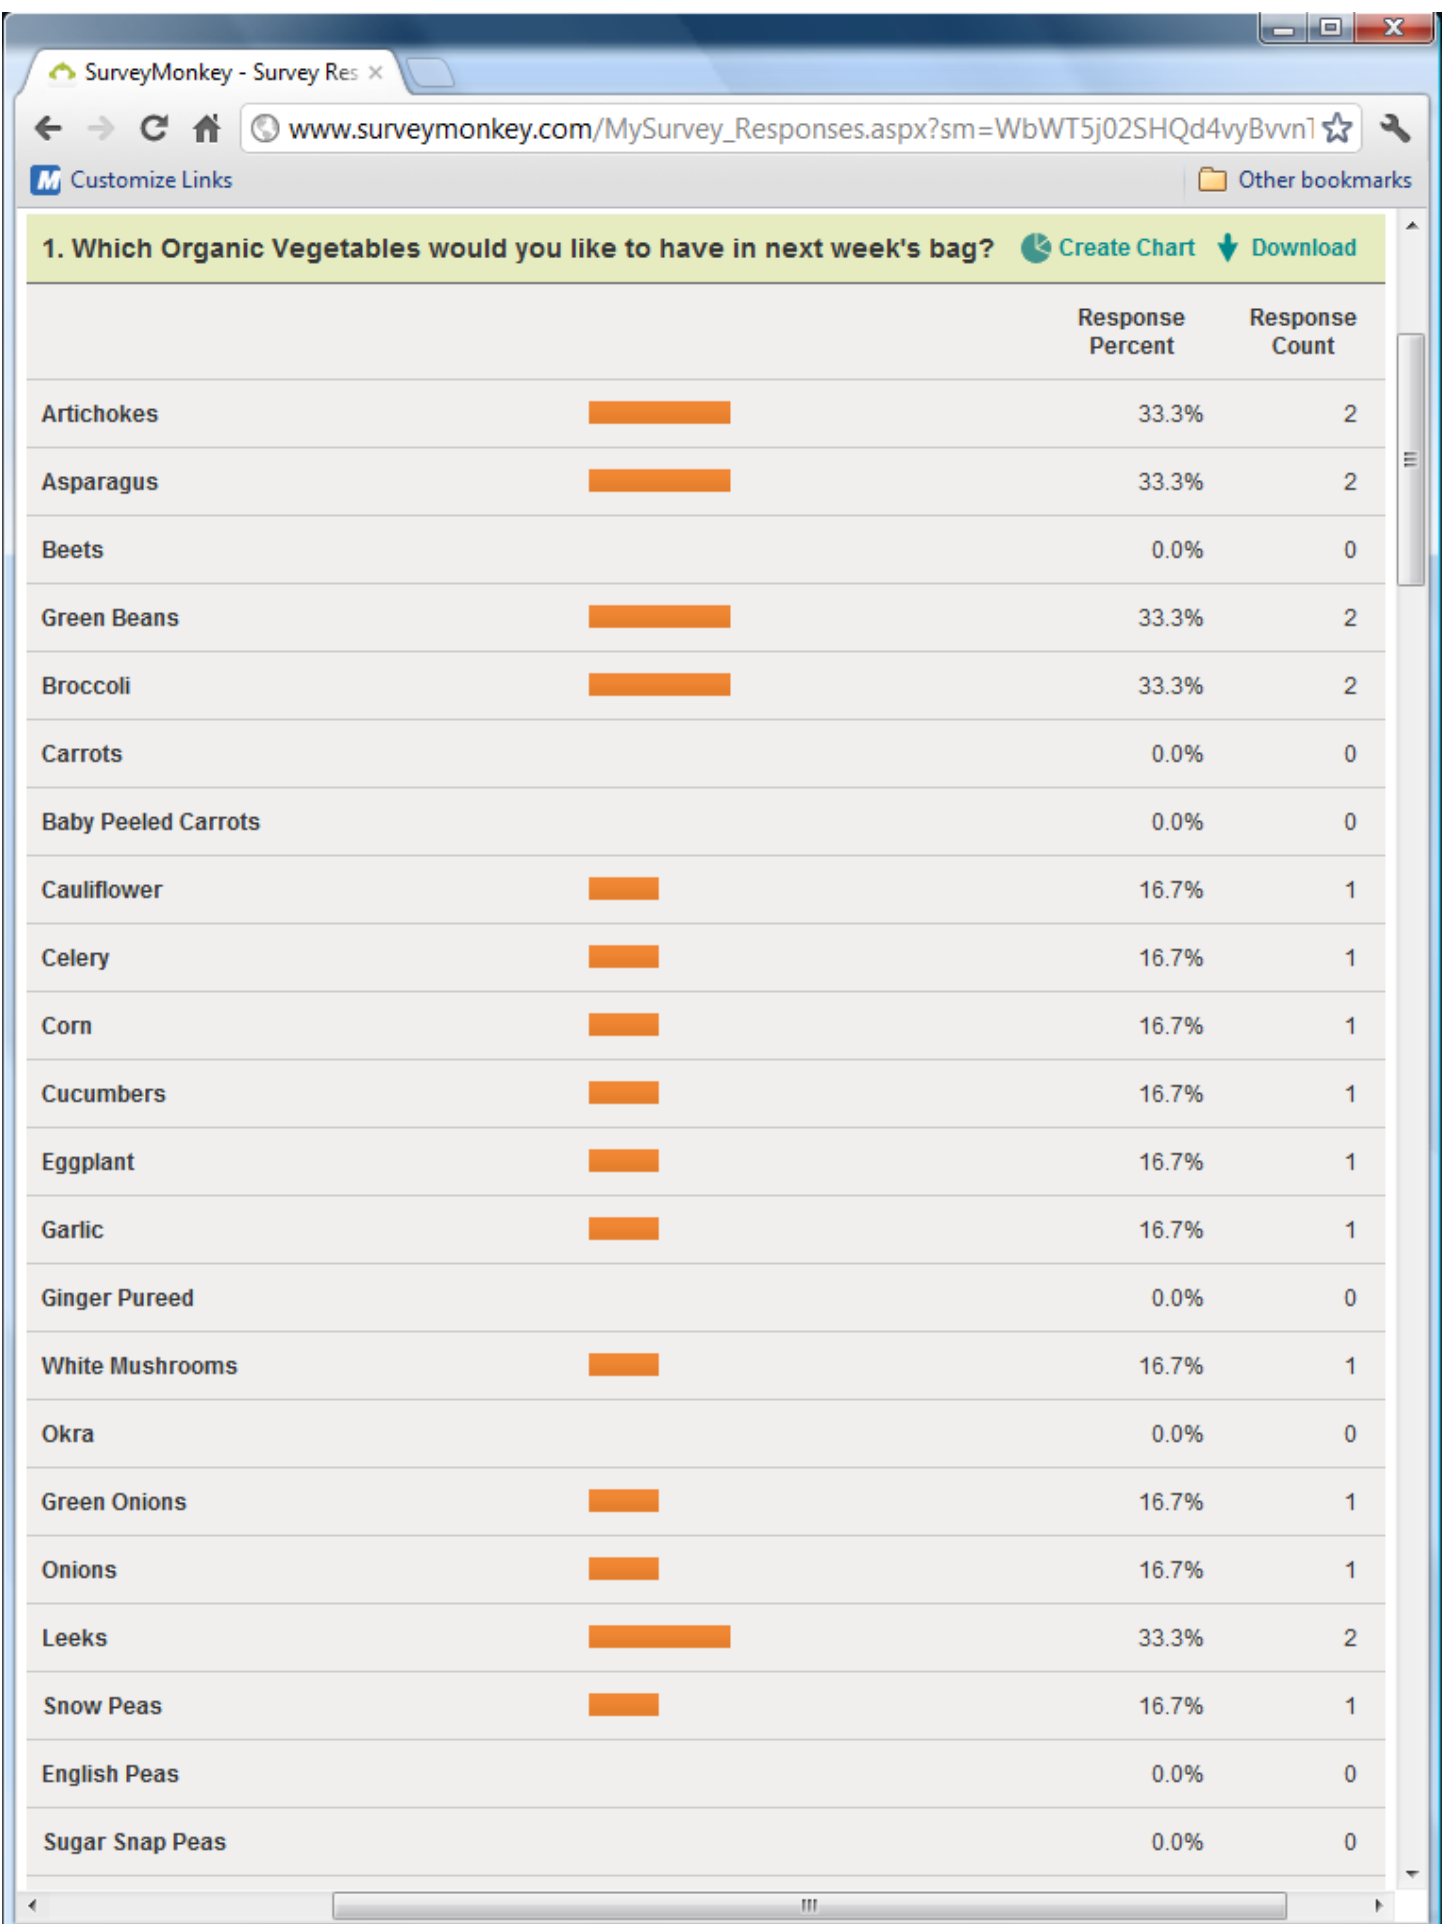 SurveyMonkey - Survey Res
www.surveymonkey.com/MySurvey_Responses.aspx?sm=WbWT5j02SHQd4vyBvvn
Customize Links Other bookmarks
1. Which Organic Vegetables would you like to have in next week's bag? Create Chart Download
Response Response
Percent Count
Artichokes 33.3% 2
Asparagus 33.3% 2
Beets 0.0% 0
Green Beans 33.3% 2
Broccoli 33.3% 2
Carrots 0.0% 0
Baby Peeled Carrots 0.0% 0
Cauliflower 16.7% 1
Celery 16.7% 1
Corn 16.7% 1
Cucumbers 16.7% 1
Eggplant 16.7% 1
Garlic 16.7% 1
Ginger Pureed 0.0% 0
White Mushrooms 16.7% 1
Okra 0.0% 0
Green Onions 16.7% 1
Onions 16.7% 1
Leeks 33.3% 2
Snow Peas 16.7% 1
English Peas 0.0% 0
Sugar Snap Peas 0.0% 0